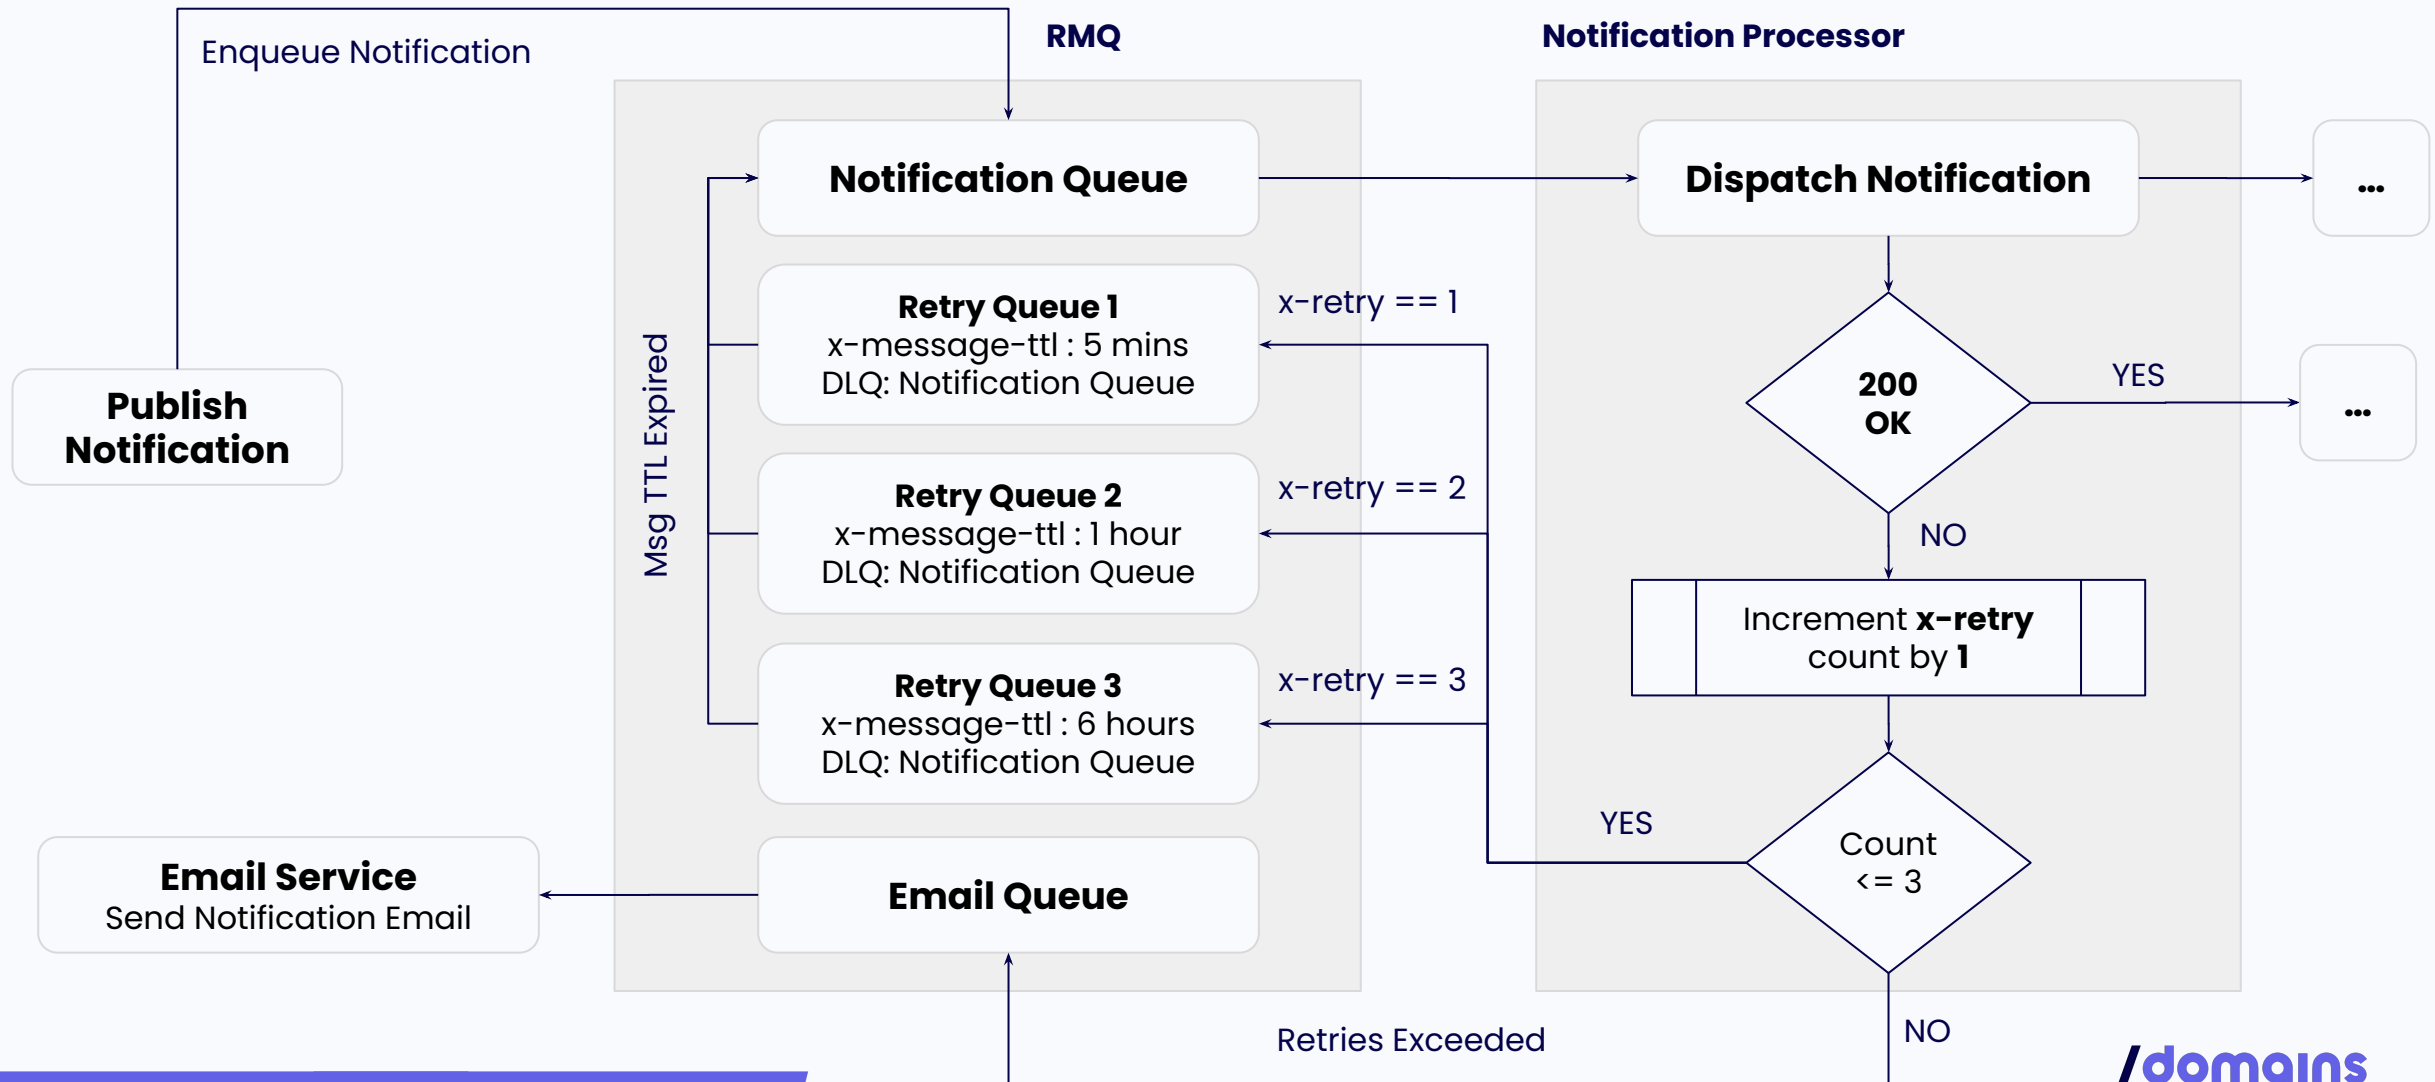 Enqueue Notification
RMQ
Notification Processor
Notification Queue
Dispatch Notification
...
Retry Queue 1
x-message-ttl : 5 mins
DLQ: Notification Queue
x-retry == 1
200
OK
YES
...
Publish
Notification
Msg TTL Expired
Retry Queue 2
x-message-ttl : 1 hour
DLQ: Notification Queue
x-retry == 2
NO
Increment x-retry
count by 1
Retry Queue 3
x-message-ttl : 6 hours
DLQ: Notification Queue
x-retry == 3
YES
Count
<= 3
Email Service
Send Notification Email
Email Queue
Retries Exceeded
NO
/domains